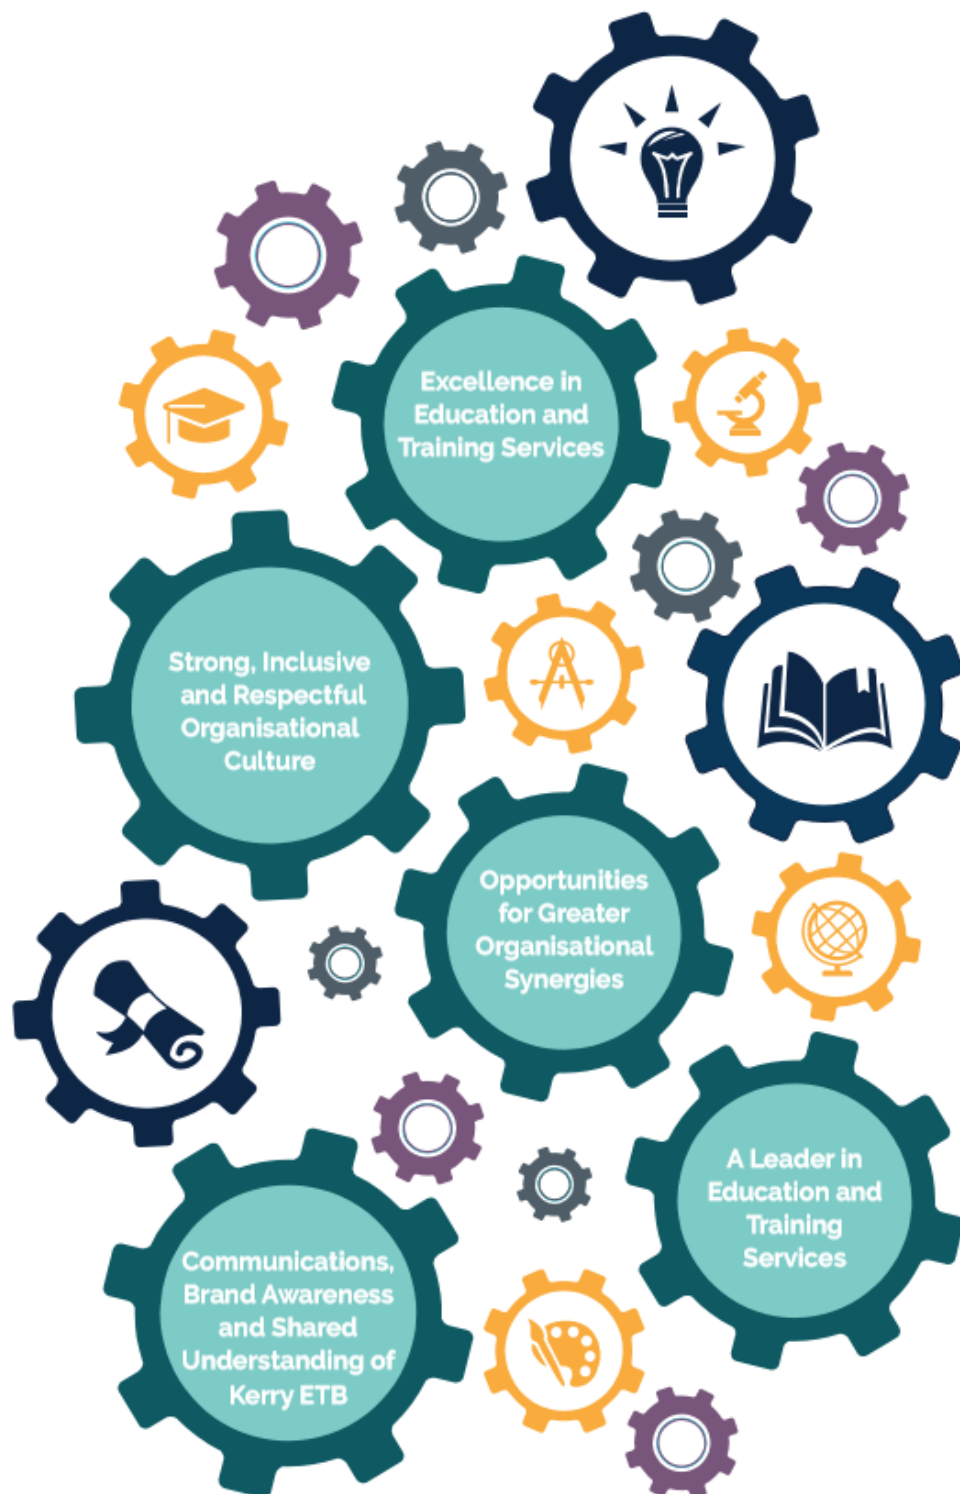 Excellence in
Education and
Training Services
Strong, Inclusive
and Respectful
Organisational
Culture
Opportunities
for Greater
Organisational
Synergies
A Leader in
Education and
Training
Services
Communications,
Brand Awareness
and Shared
Understanding of
Kerry ETB